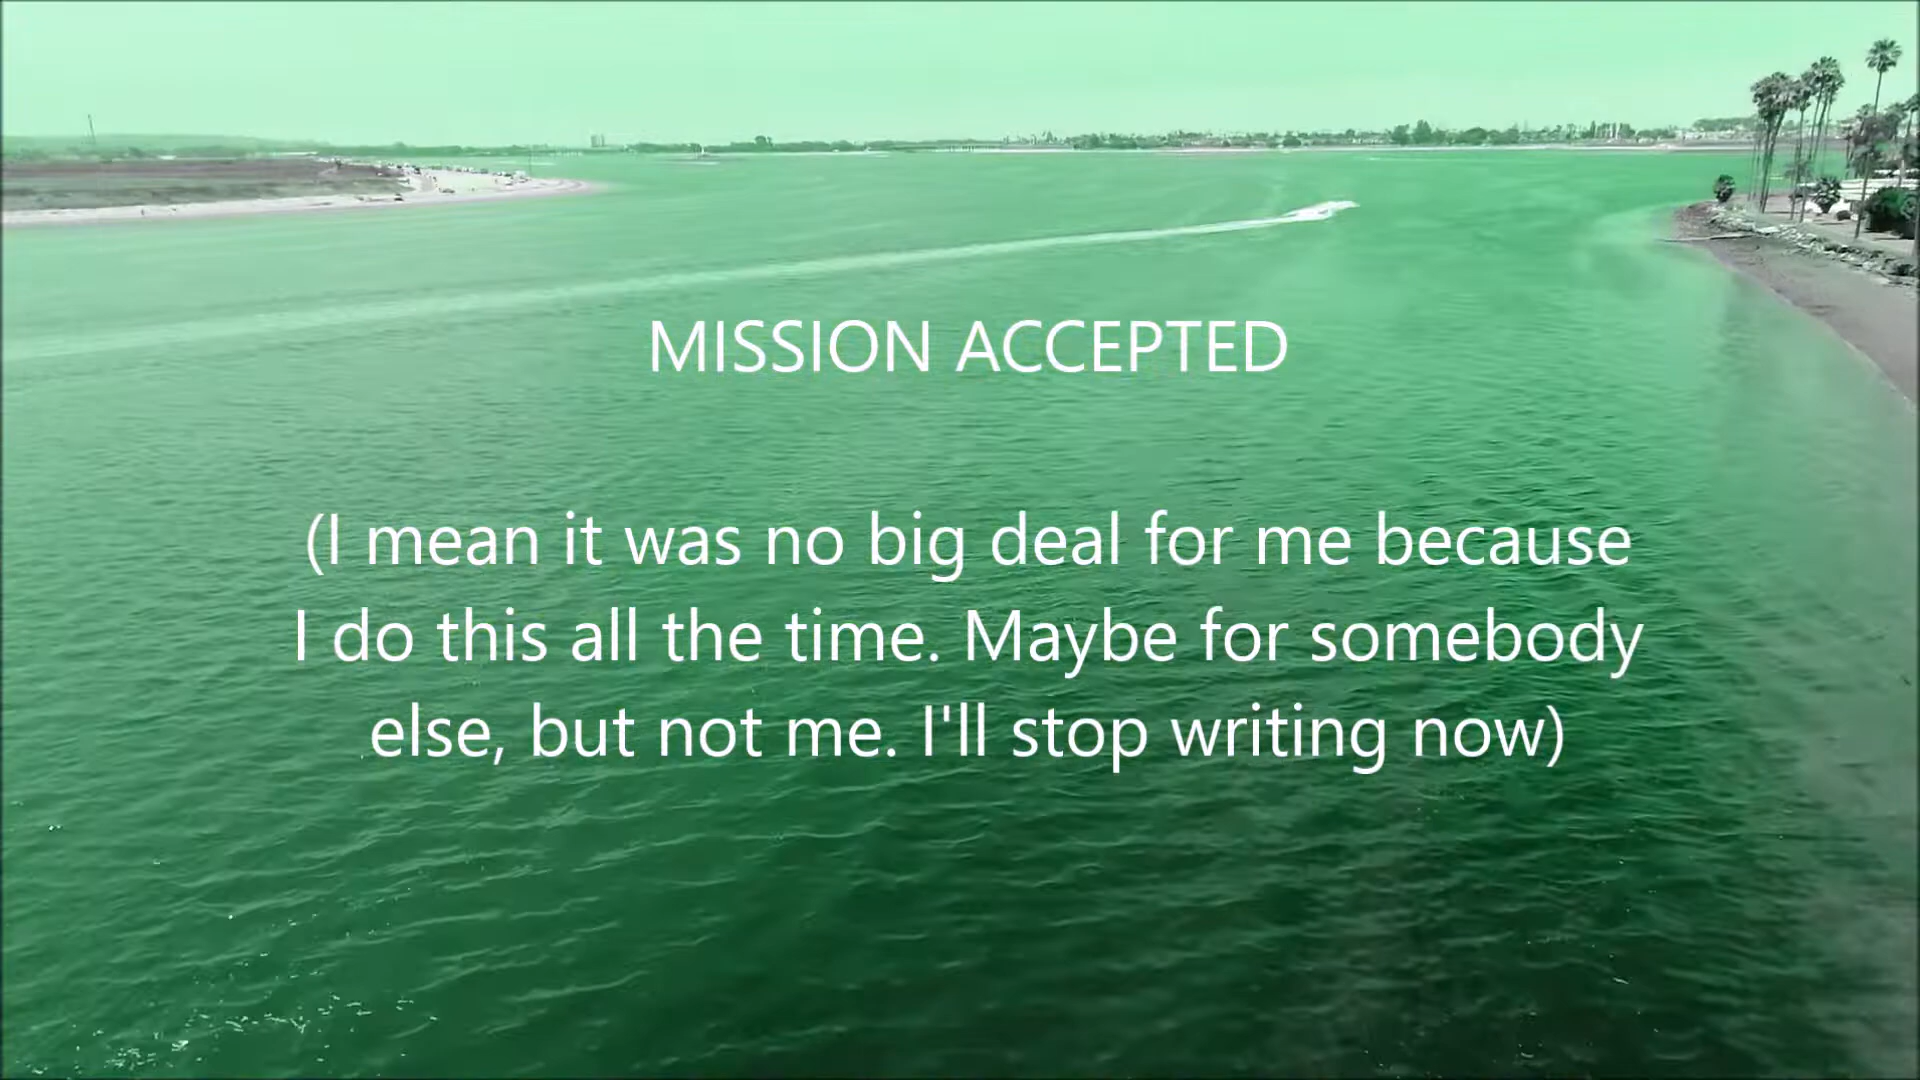 MISSION ACCEPTED
(I mean it was no big deal for me because
I do this all the time. Maybe for somebody
else, but not me. I'll stop writing now)